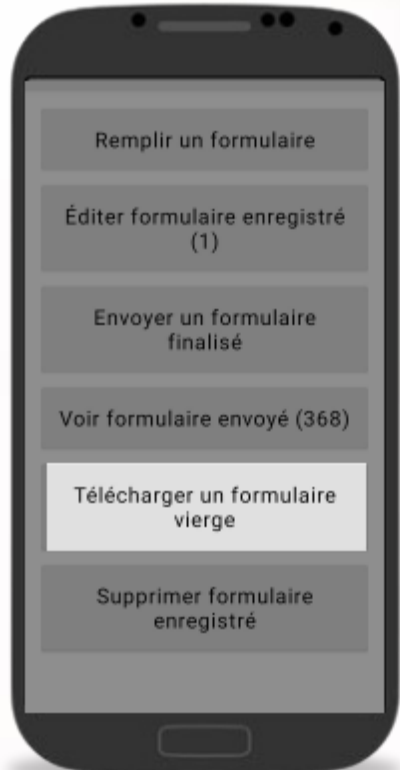 Remplir un formulaire
Éditer formulaire enregistré
(1)
Envoyer un formulaire
finalisé
Voir formulaire envoyé (368)
Télécharger un formulaire
vierge
Supprimer formulaire
enregistré